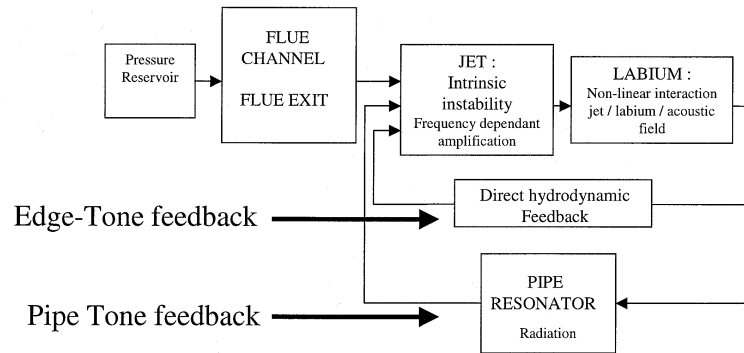 Pressure
Reservoir
FLUE
CHANNEL
FLUE EXIT
JET :
Intrinsic
instability
Frequency dependant
amplification
LABIUM :
Non-linear interaction
jet / labium / acoustic
field
Direct hydrodynamic
Feedback
Edge-Tone feedback
PIPE
RESONATOR
Radiation
Pipe Tone feedback